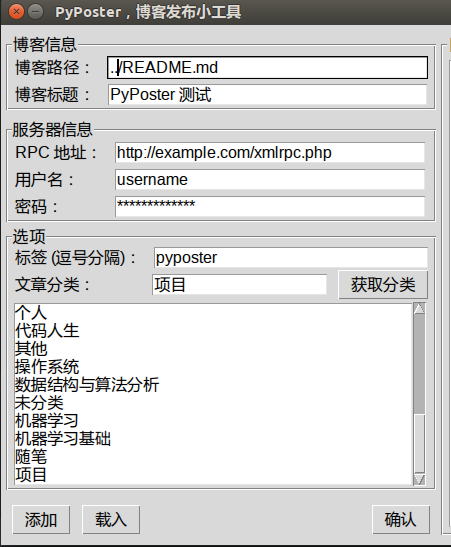 PyPoster，博客发布小工具
博客信息
博客路径： ../README.md
博客标题： PyPoster 测试
服务器信息
RPC 地址： http://example.com/xmlrpc.php
用户名： username
密码： *************
选项
标签 (逗号分隔)： pyposter
文章分类： 项目 获取分类
个人
代码人生
其他
操作系统
数据结构与算法分析
未分类
机器学习
机器学习基础
随笔
项目
添加 载入 确认